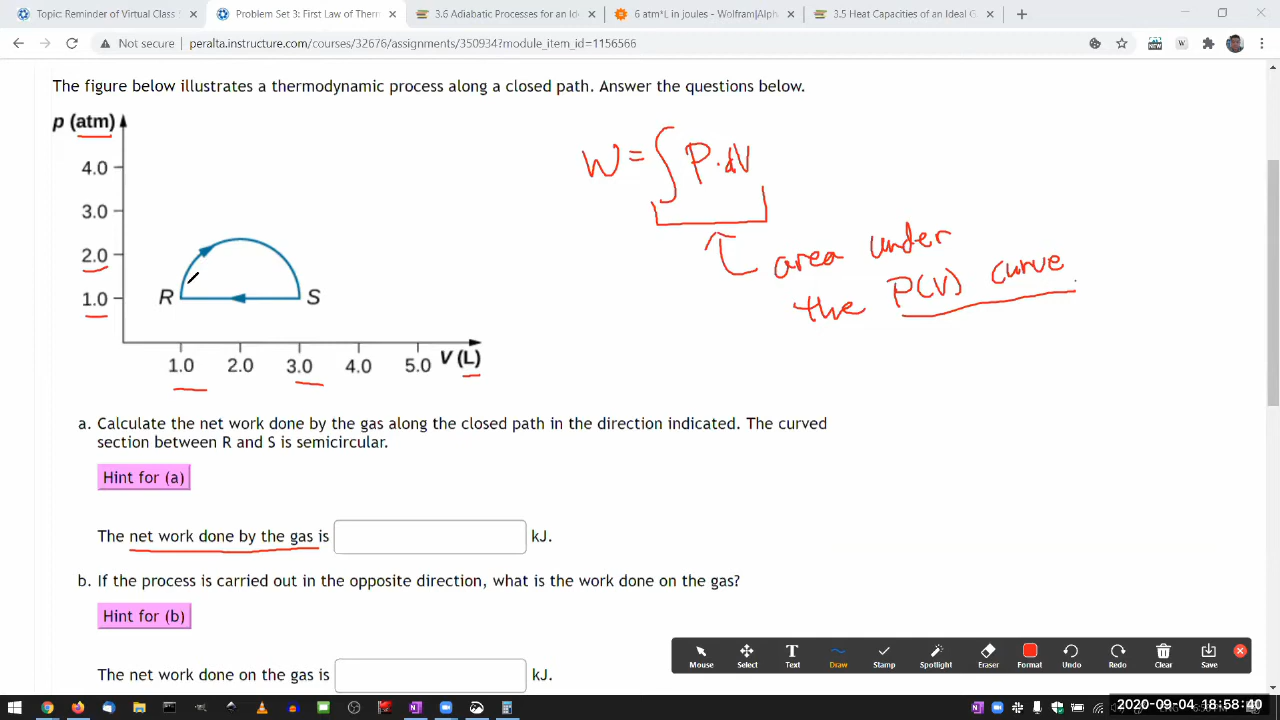 Topic: Reminder of Virtual Class
Problem Set 3: First Law of Therm
3.6 Adiabatic Processes for an Ide
6 atm*L in joules - Wolfram|Alph
3.5 Heat Capacities of an Ideal G
Not secure | peralta.instructure.com/courses/32676/assignments/350934?module_item_id=1156566
NEW
W
The figure below illustrates a thermodynamic process along a closed path. Answer the questions below.
p (atm)
4.0
3.0
2.0
1.0
R
S
1.0 2.0 3.0 4.0 5.0 V (L)
W = ∫ P·dV
area under
the P(V) curve
a. Calculate the net work done by the gas along the closed path in the direction indicated. The curved
section between R and S is semicircular.
Hint for (a)
The net work done by the gas is kJ.
b. If the process is carried out in the opposite direction, what is the work done on the gas?
Hint for (b)
The net work done on the gas is kJ.
Mouse Select Text Draw Stamp Spotlight Eraser Format Undo Redo Clear Save
2020-09-04 18:58:40